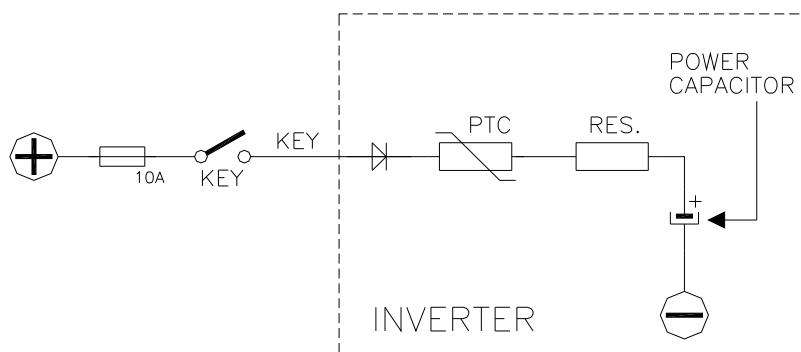 POWER
CAPACITOR
PTC
RES.
KEY
10A
KEY
+
INVERTER